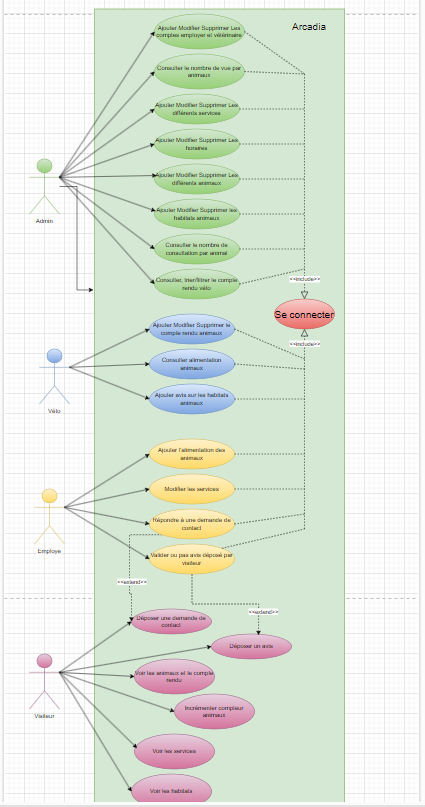 Arcadia
Ajouter Modifier Supprimer Les
comptes employer et vétérinaire
Consulter le nombre de vue par
animaux
Ajouter Modifier Supprimer Les
différents services
Ajouter Modifier Supprimer Les
horaires
Ajouter Modifier Supprimer Les
différents animaux
Ajouter Modifier Supprimer les
habitats animaux
Consulter le nombre de
consultation par animal
Consulter, trier/filtrer le compte
rendu véto
Admin
<<include>>
Se connecter
<<include>>
Ajouter Modifier Supprimer le
compte rendu animaux
Consulter alimentation
animaux
Ajouter avis sur les habitats
animaux
Véto
Ajouter l'alimentation des
animaux
Modifier les services
Répondre à une demande de
contact
Valider ou pas avis déposé par
visiteur
Employe
<<extend>>
<<extend>>
Déposer une demande de
contact
Déposer un avis
Voir les animaux et le compte
rendu
Incrémenter compteur
animaux
Voir les services
Voir les habitats
Visiteur